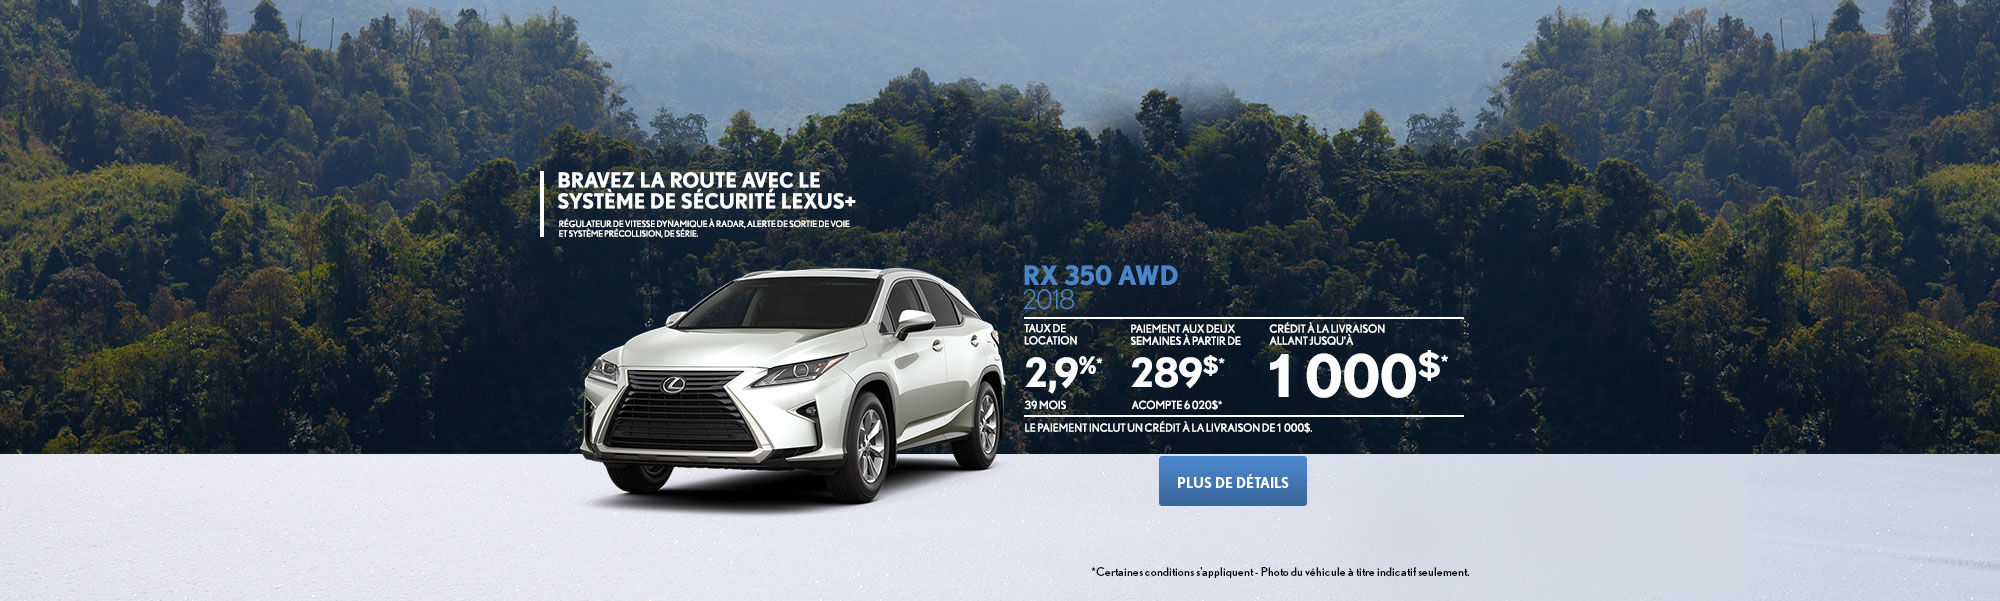 BRAVEZ LA ROUTE AVEC LE
SYSTÈME DE SÉCURITÉ LEXUS+
RÉGULATEUR DE VITESSE DYNAMIQUE À RADAR, ALERTE DE SORTIE DE VOIE
ET SYSTÈME PRÉCOLLISION, DE SÉRIE.
RX 350 AWD
2018
TAUX DE
LOCATION
2,9%*
39 MOIS
PAIEMENT AUX DEUX
SEMAINES À PARTIR DE
289$*
ACOMPTE 6 020$*
CRÉDIT À LA LIVRAISON
ALLANT JUSQU'À
1 000$*
LE PAIEMENT INCLUT UN CRÉDIT À LA LIVRAISON DE 1 000$.
PLUS DE DÉTAILS
*Certaines conditions s'appliquent - Photo du véhicule à titre indicatif seulement.